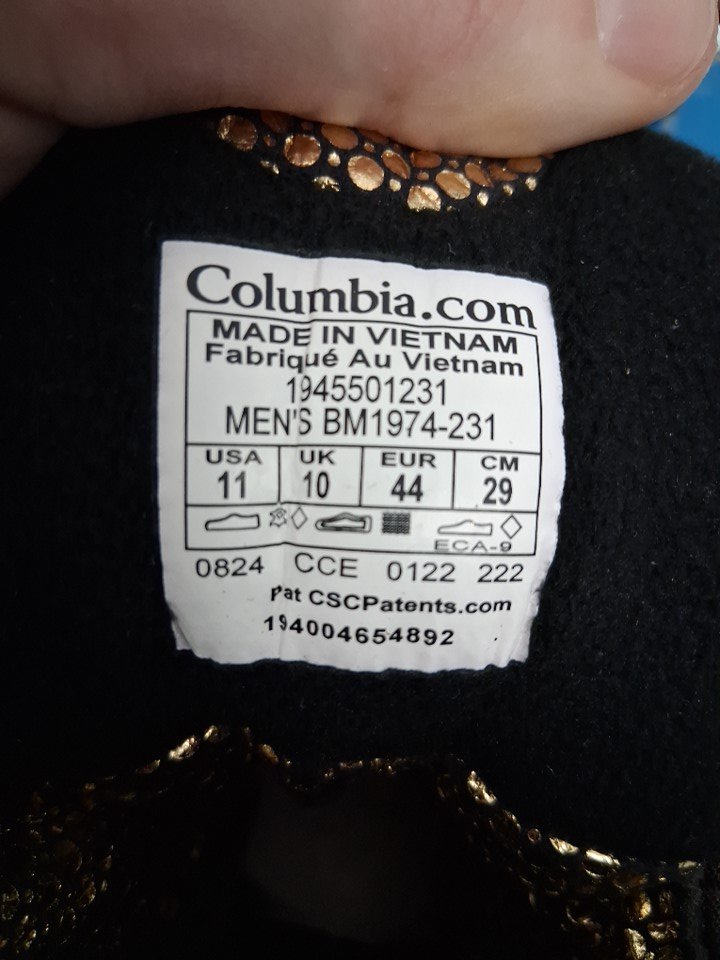 Columbia.com
MADE IN VIETNAM
Fabriqué Au Vietnam
1945501231
MEN'S BM1974-231
USA UK EUR CM
11 10 44 29
ECA-9
0824 CCE 0122 222
Pat CSCPatents.com
194004654892